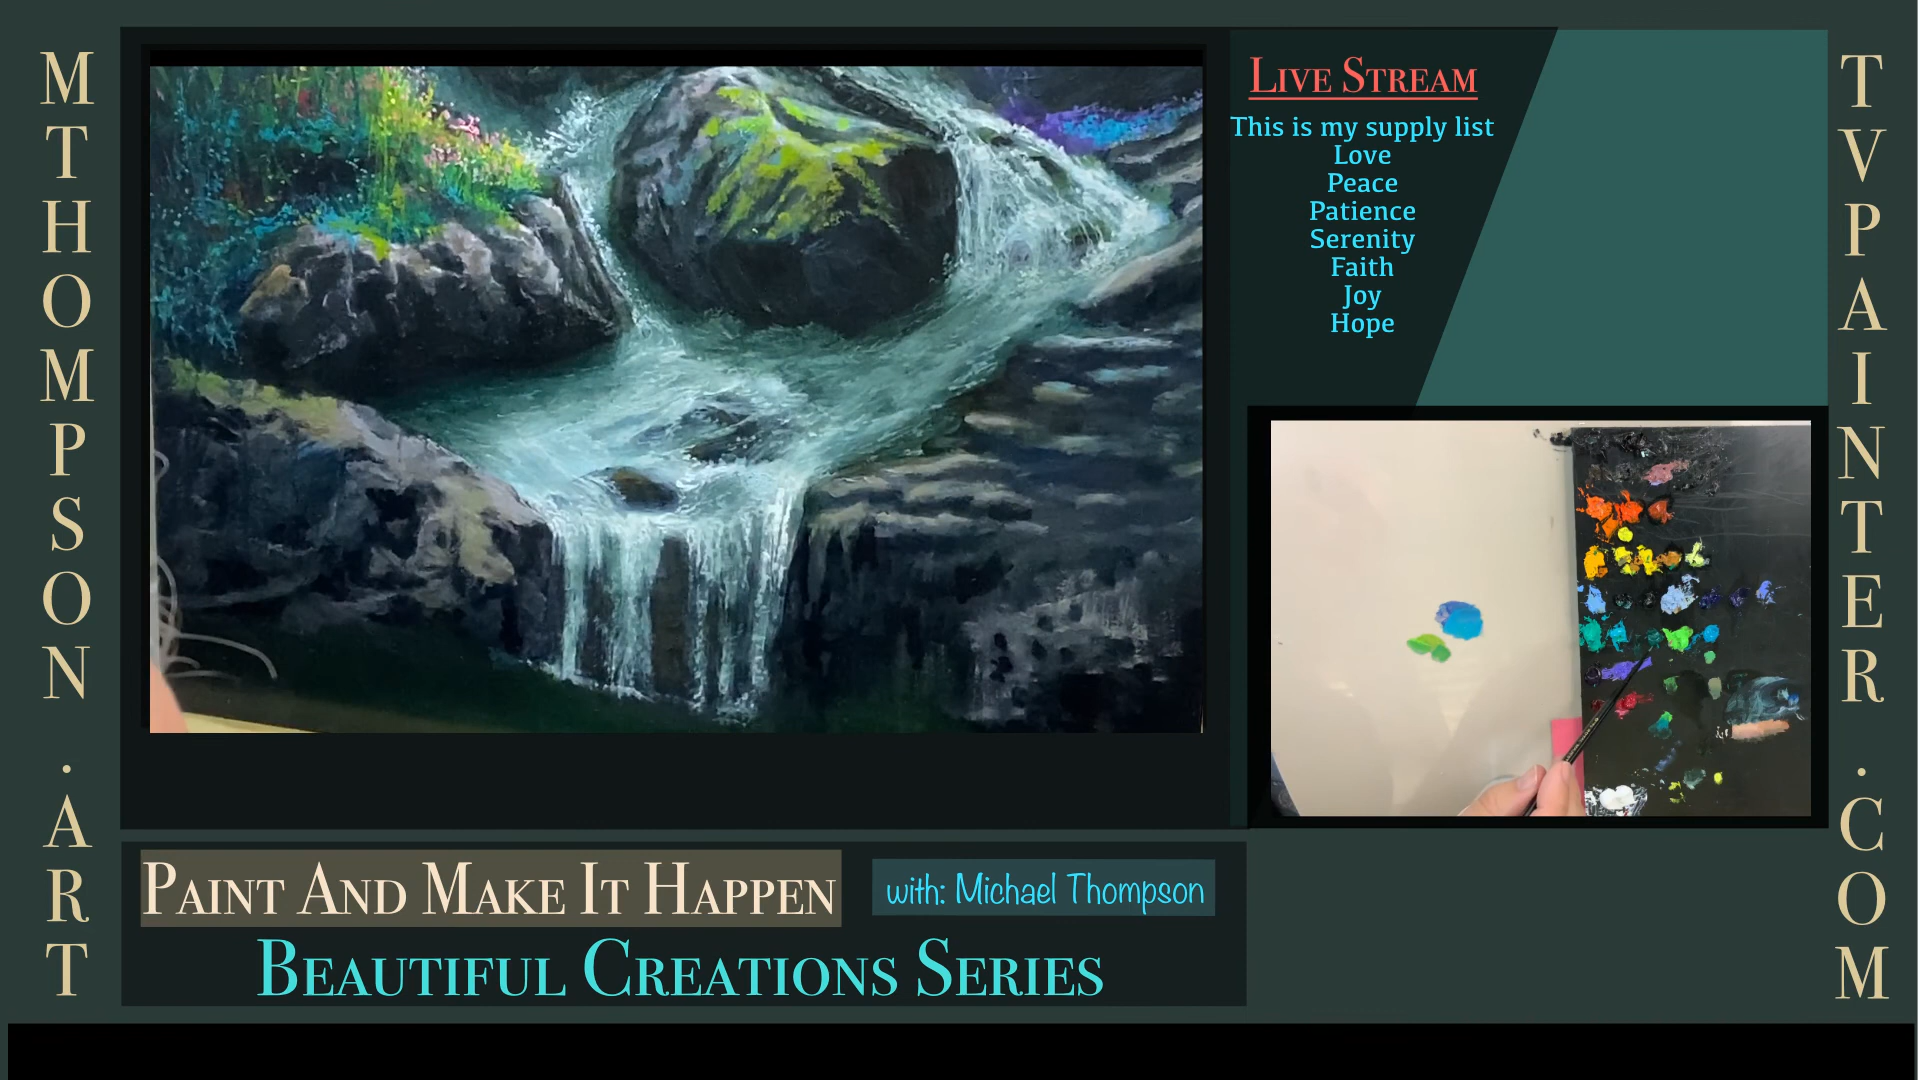 MTHOMPSON.ART
LIVE STREAM
This is my supply list
Love
Peace
Patience
Serenity
Faith
Joy
Hope
TVPAINTER.COM
PAINT AND MAKE IT HAPPEN
with: Michael Thompson
BEAUTIFUL CREATIONS SERIES